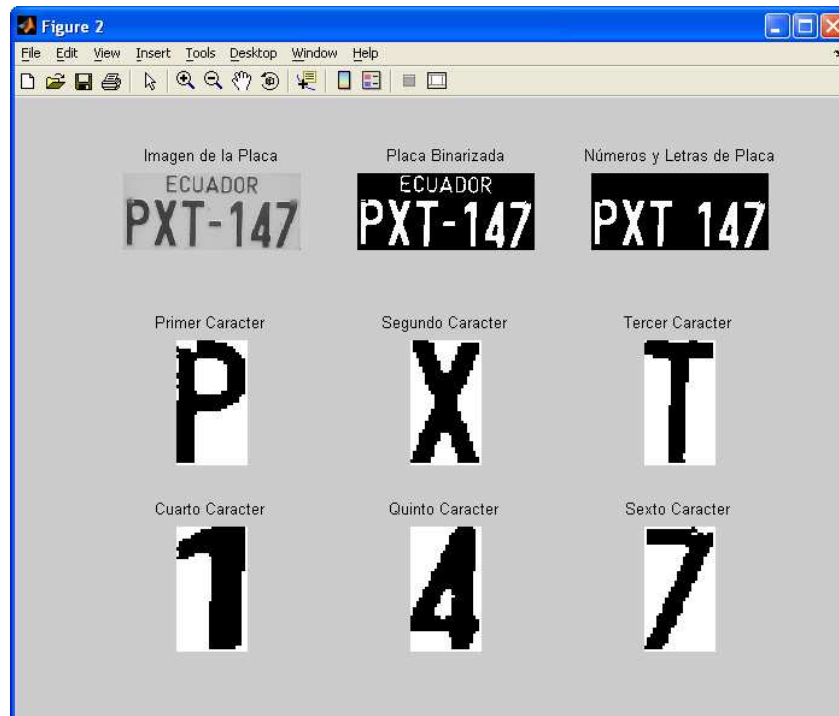 Figure 2
File Edit View Insert Tools Desktop Window Help
Imagen de la Placa Placa Binarizada Números y Letras de Placa
ECUADOR ECUADOR
PXT-147 PXT-147 PXT 147
Primer Caracter Segundo Caracter Tercer Caracter
P X T
Cuarto Caracter Quinto Caracter Sexto Caracter
1 4 7